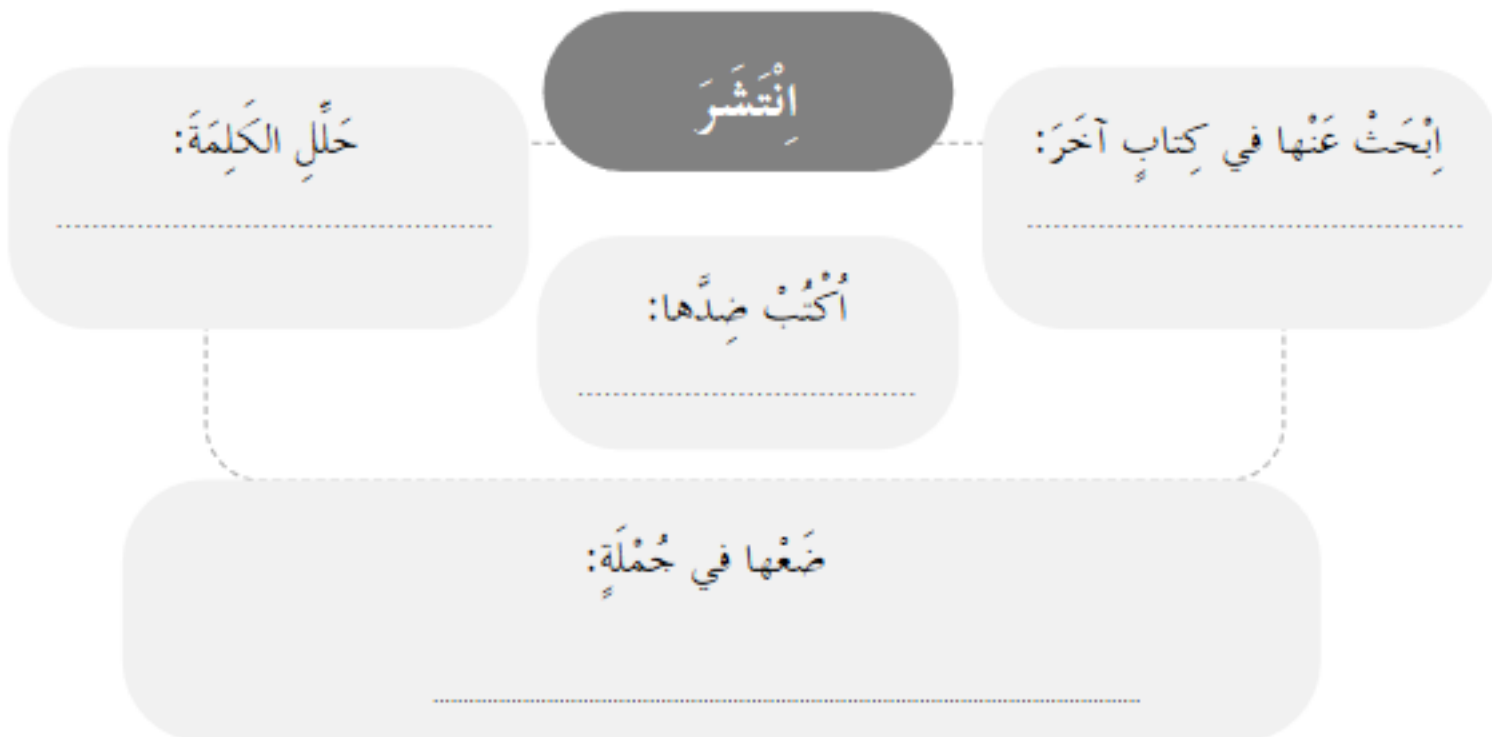 اِنْتَشَرَ
اِبْحَثْ عَنْها في كِتابٍ آخَرَ:
حَلِّلِ الكَلِمَةَ:
اُكْتُبْ ضِدَّها:
ضَعْها في جُمْلَةٍ: